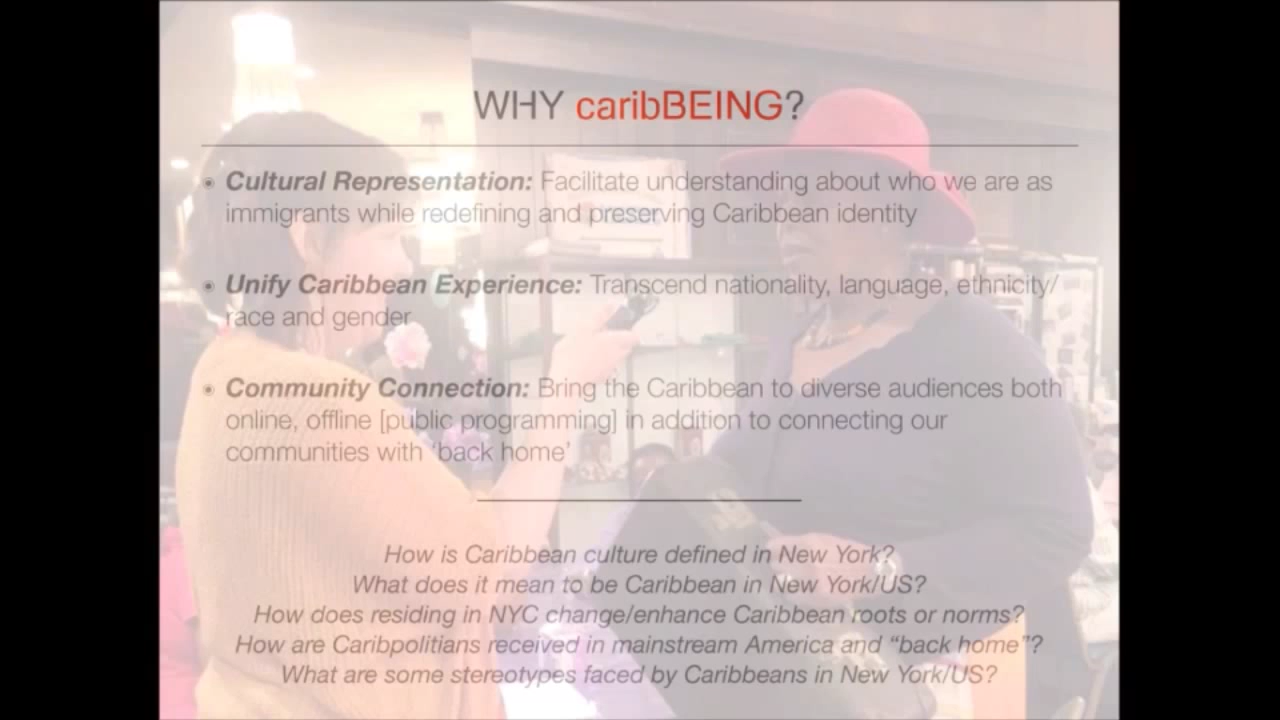 WHY caribBEING?
Cultural Representation: Facilitate understanding about who we are as
immigrants while redefining and preserving Caribbean identity
Unify Caribbean Experience: Transcend nationality, language, ethnicity/
race and gender
Community Connection: Bring the Caribbean to diverse audiences both
online, offline [public programming] in addition to connecting our
communities with ‘back home’
How is Caribbean culture defined in New York?
What does it mean to be Caribbean in New York/US?
How does residing in NYC change/enhance Caribbean roots or norms?
How are Caribpolitians received in mainstream America and “back home”?
What are some stereotypes faced by Caribbeans in New York/US?